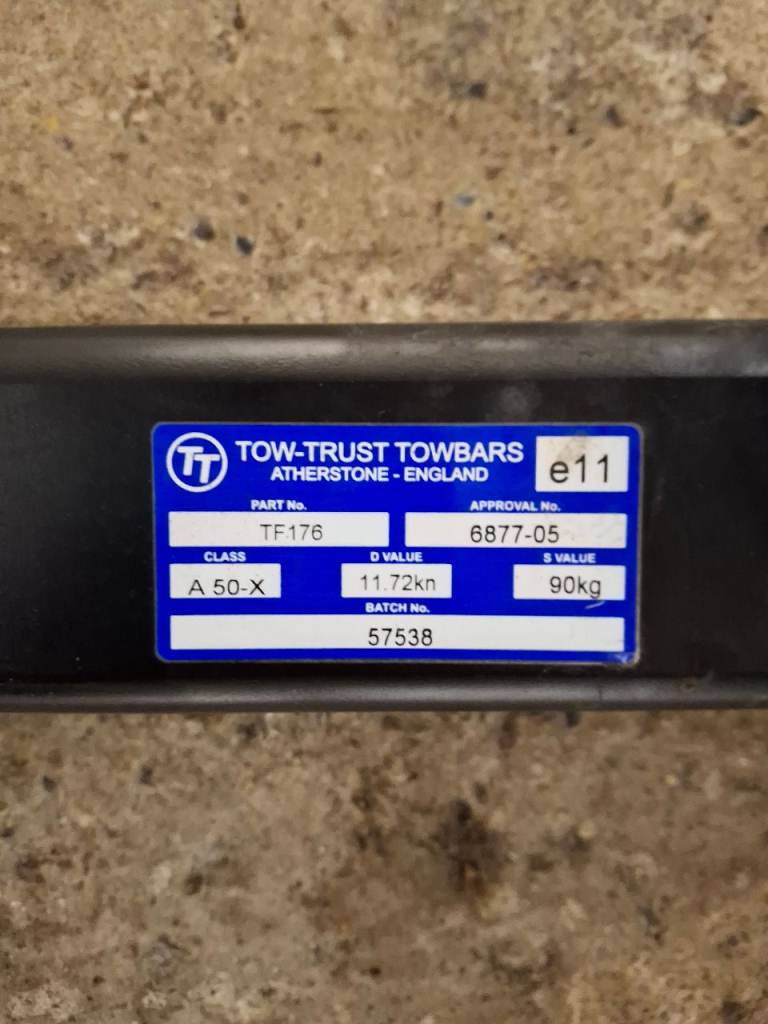 TT TOW-TRUST TOWBARS e11
ATHERSTONE - ENGLAND
PART No. APPROVAL No.
TF176 6877-05
CLASS D VALUE S VALUE
A 50-X 11.72kn 90kg
BATCH No.
57538